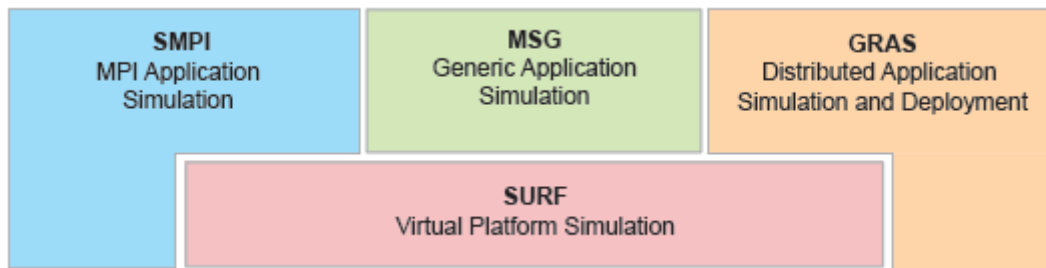 SMPI
MPI Application
Simulation
MSG
Generic Application
Simulation
GRAS
Distributed Application
Simulation and Deployment
SURF
Virtual Platform Simulation